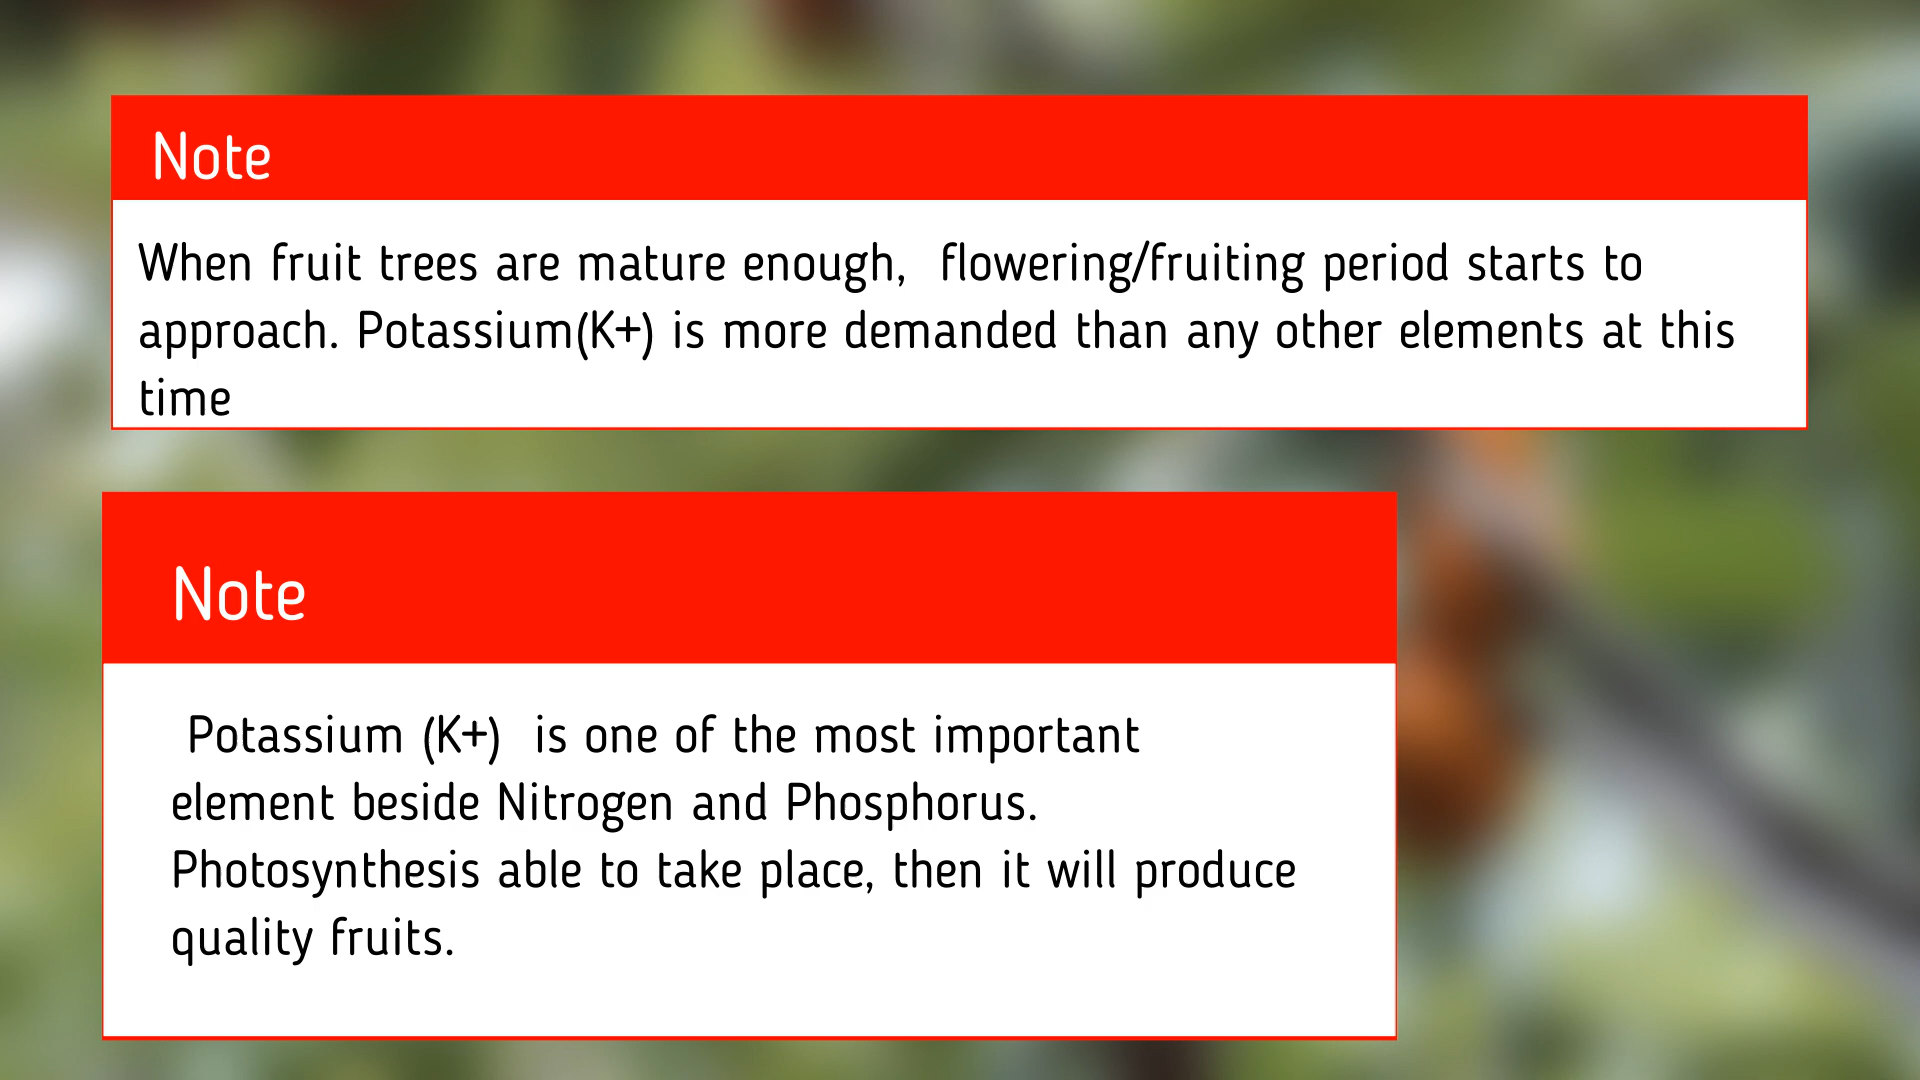 Note
When fruit trees are mature enough,  flowering/fruiting period starts to
approach. Potassium(K+) is more demanded than any other elements at this
time
Note
Potassium (K+)  is one of the most important
element beside Nitrogen and Phosphorus.
Photosynthesis able to take place, then it will produce
quality fruits.